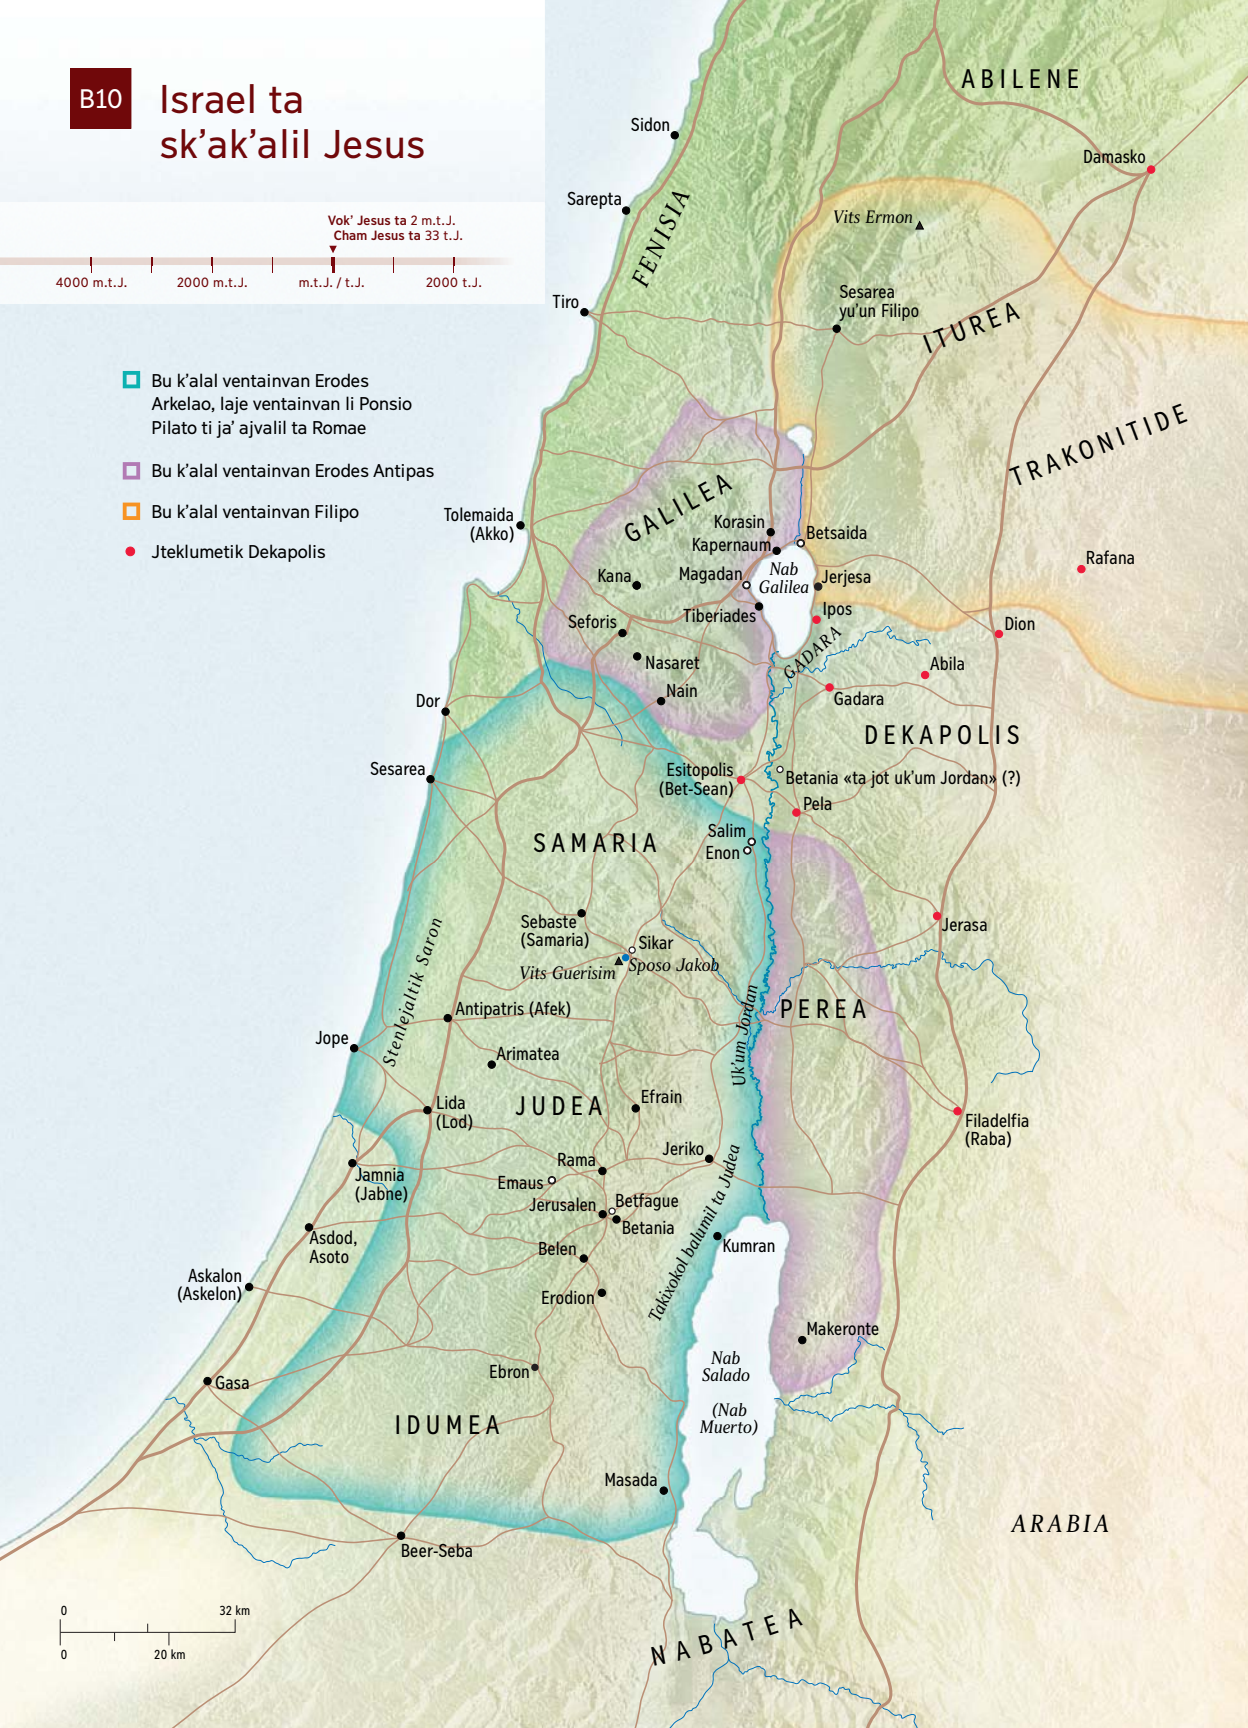 B10
Israel ta
sk’ak’alil Jesus
Vok’ Jesus ta 2 m.t.J.
Cham Jesus ta 33 t.J.
4000 m.t.J.
2000 m.t.J.
m.t.J. / t.J.
2000 t.J.
Bu k’alal ventainvan Erodes
Arkelao, laje ventainvan li Ponsio
Pilato ti ja’ ajvalil ta Romae
Bu k’alal ventainvan Erodes Antipas
Bu k’alal ventainvan Filipo
Jteklumetik Dekapolis
ABILENE
Sidon
Damasko
Sarepta
FENISIA
Vits Ermon
Tiro
Sesarea
yu’un Filipo
ITUREA
TRAKONITIDE
GALILEA
Tolemaida
(Akko)
Korasin
Kapernaum
Betsaida
Rafana
Kana
Magadan
Nab
Galilea
Jerjesa
Tiberiades
Ipos
Seforis
Dion
GADARA
Nasaret
Abila
Nain
Gadara
Dor
DEKAPOLIS
Sesarea
Esitopolis
(Bet-Sean)
Betania «ta jot uk’um Jordan» (?)
Pela
SAMARIA
Salim
Enon
Sebaste
(Samaria)
Jerasa
Sikar
Vits Guerisim
Sposo Jakob
Stenlejaltik Saron
Antipatris (Afek)
PEREA
Uk’um Jordan
Jope
Arimatea
Lida
(Lod)
JUDEA
Efrain
Filadelfia
(Raba)
Jeriko
Rama
Jamnia
(Jabne)
Emaus
Jerusalen
Betfague
Betania
Takixokol balumil ta Judea
Asdod,
Asoto
Belen
Kumran
Askalon
(Askelon)
Erodion
Makeronte
Nab
Salado
(Nab
Muerto)
Ebron
Gasa
IDUMEA
Masada
ARABIA
Beer-Seba
NABATEA
0
32 km
0
20 km